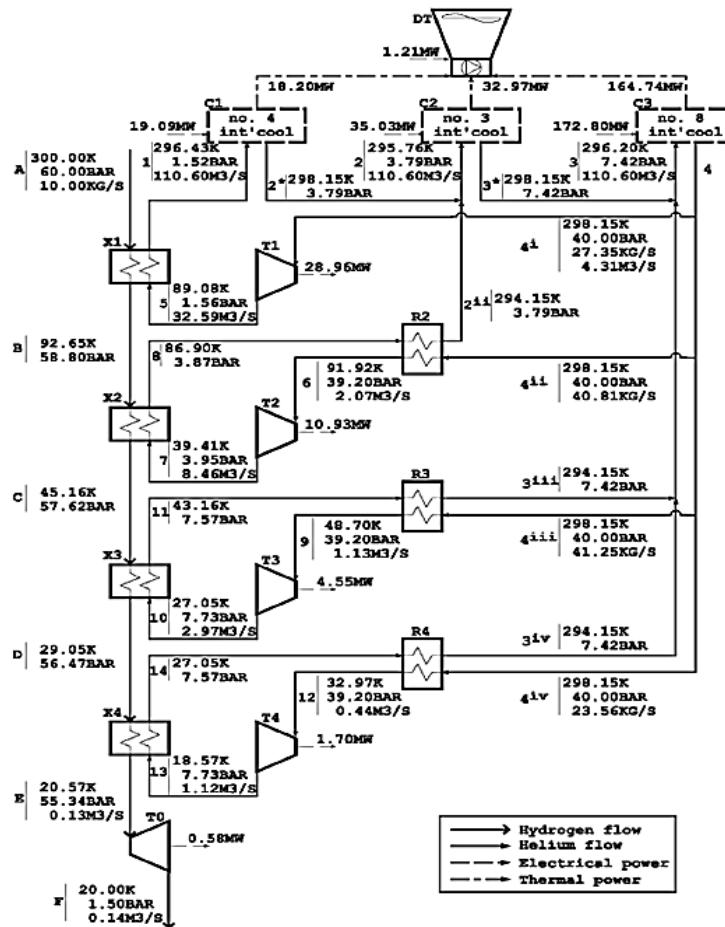 DT
1.21MW
18.20MW
32.97MW
164.74MW
C1
no. 4
int'cool
C2
no. 3
int'cool
C3
no. 8
int'cool
19.09MW
35.03MW
172.80MW
A
300.00K
60.00BAR
10.00KG/S
1
296.43K
1.52BAR
110.60M3/S
2*
298.15K
3.79BAR
2
295.76K
3.79BAR
110.60M3/S
3*
298.15K
7.42BAR
3
296.20K
7.42BAR
110.60M3/S
4
X1
T1
28.96MW
4i
298.15K
40.00BAR
27.35KG/S
4.31M3/S
5
89.08K
1.56BAR
32.59M3/S
2ii
294.15K
3.79BAR
B
92.65K
58.80BAR
8
86.90K
3.87BAR
R2
6
91.92K
39.20BAR
2.07M3/S
4ii
298.15K
40.00BAR
40.81KG/S
X2
T2
10.93MW
7
39.41K
3.95BAR
8.46M3/S
C
45.16K
57.62BAR
11
43.16K
7.57BAR
R3
3iii
294.15K
7.42BAR
9
48.70K
39.20BAR
1.13M3/S
4iii
298.15K
40.00BAR
41.25KG/S
X3
T3
4.55MW
10
27.05K
7.73BAR
2.97M3/S
D
29.05K
56.47BAR
14
27.05K
7.57BAR
R4
3iv
294.15K
7.42BAR
12
32.97K
39.20BAR
0.44M3/S
4iv
298.15K
40.00BAR
23.56KG/S
X4
T4
1.70MW
13
18.57K
7.73BAR
1.12M3/S
E
20.57K
55.34BAR
0.13M3/S
T0
0.58MW
F
20.00K
1.50BAR
0.14M3/S
Hydrogen flow
Helium flow
Electrical power
Thermal power